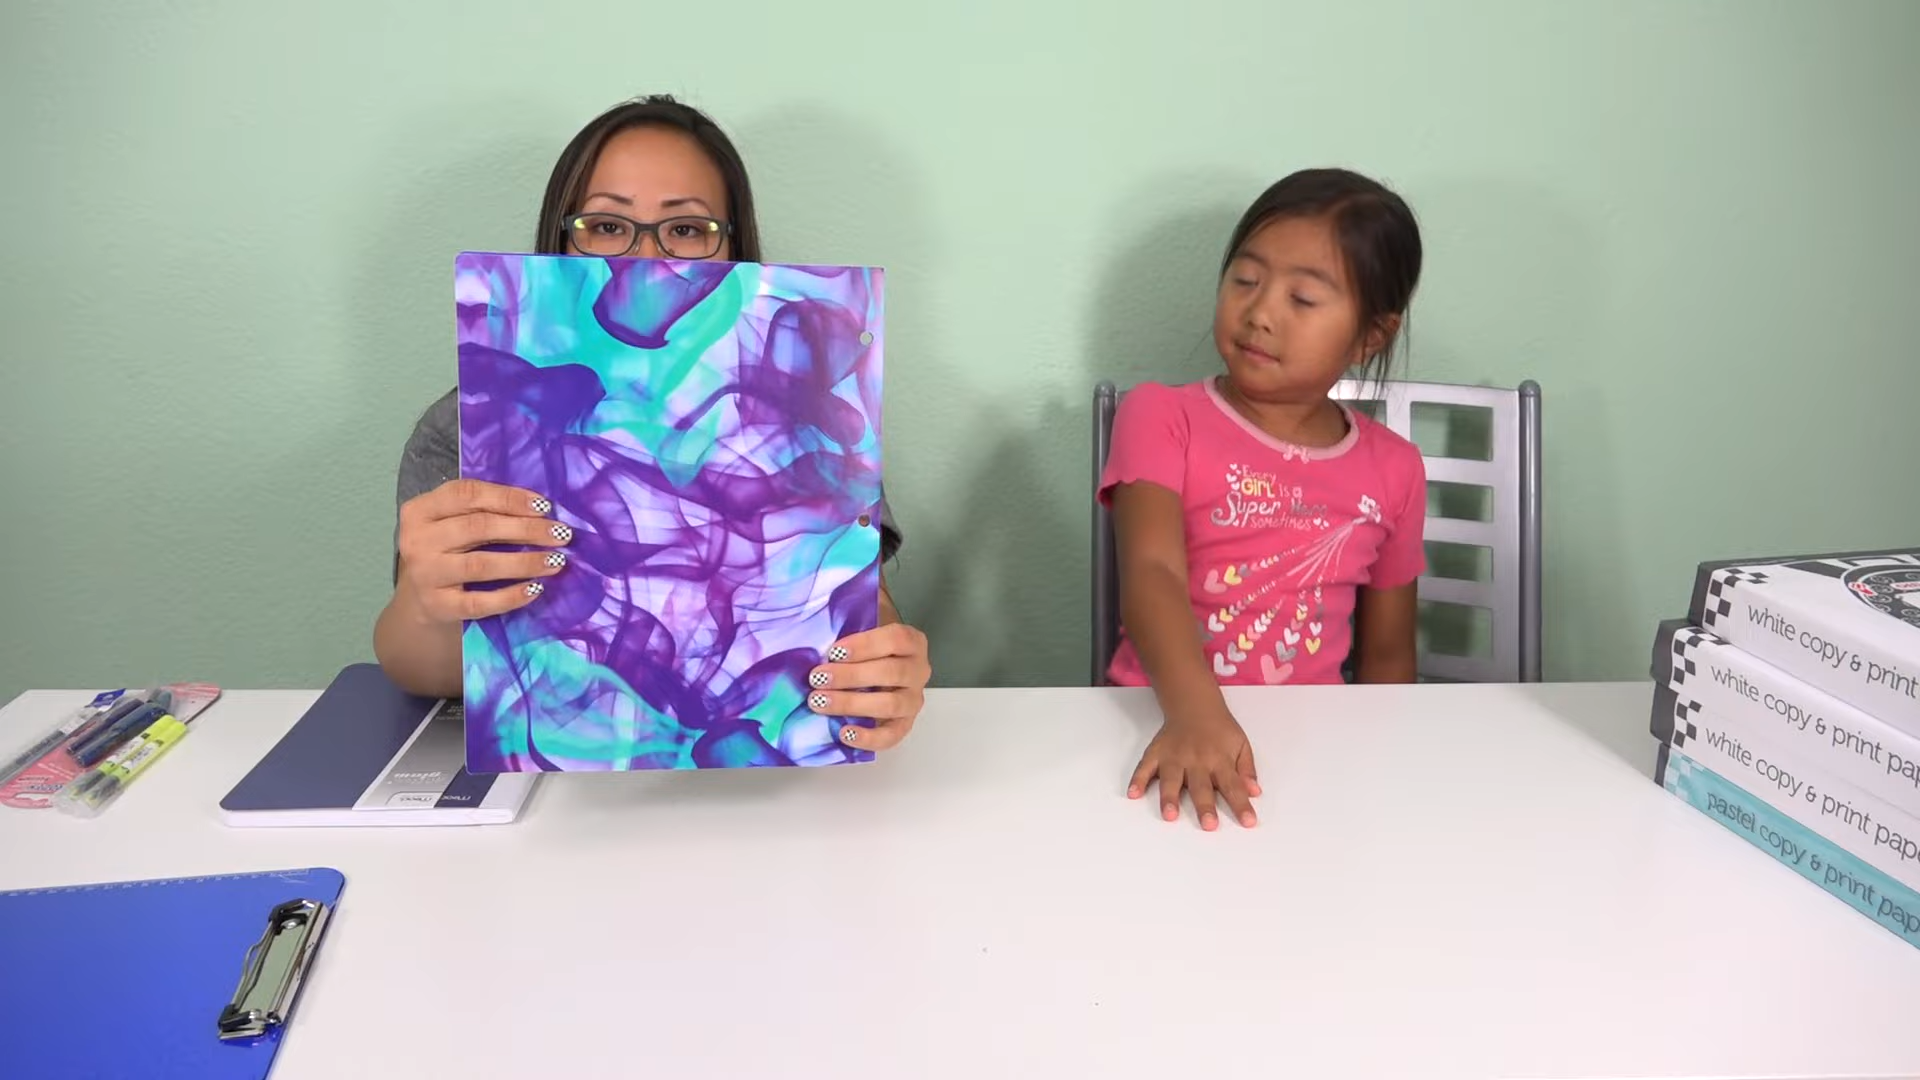 Every
GIRL is a
Super Hero
sometimes
white copy & print
white copy & print pap
white copy & print pape
pastel copy & print pap